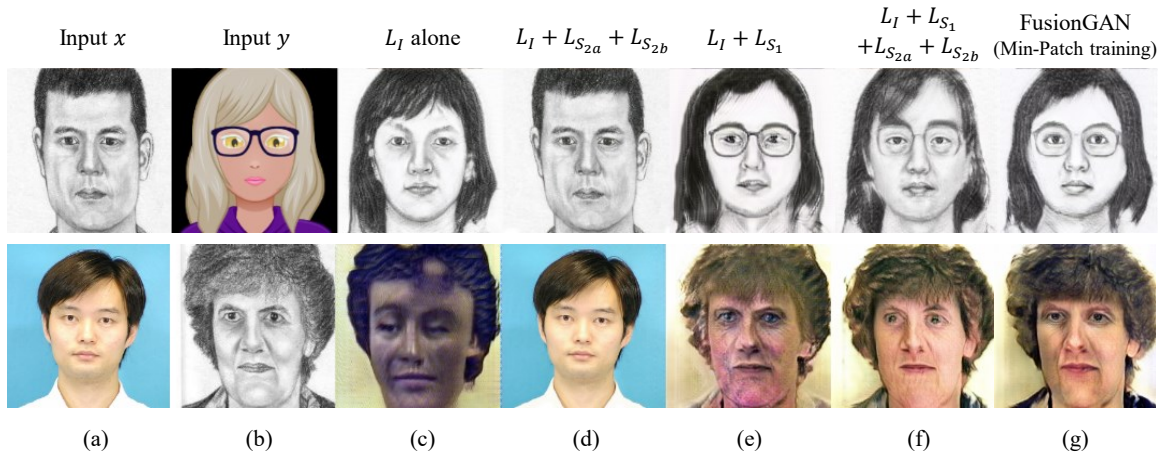 Input x
Input y
L_I alone
L_I + L_{S_{2a}} + L_{S_{2b}}
L_I + L_{S_1}
L_I + L_{S_1}
+L_{S_{2a}} + L_{S_{2b}}
FusionGAN
(Min-Patch training)
(a)
(b)
(c)
(d)
(e)
(f)
(g)